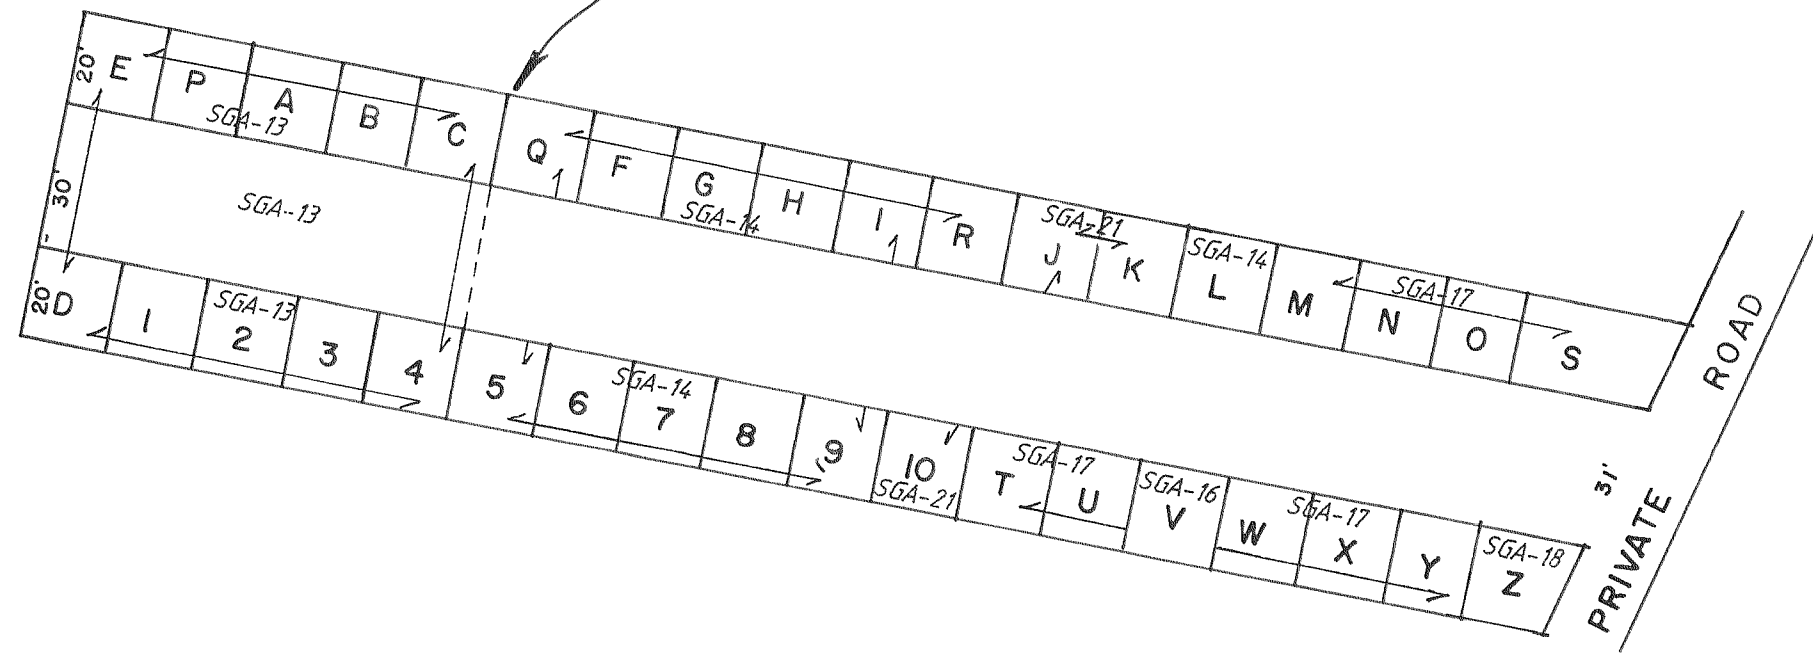 20' E P A B C Q F G H I R J K L M N O S
SGA-13
SGA-14
SGA-21
SGA-14
SGA-17
30'
SGA-13
20' D 1 2 3 4 5 6 7 8 9 10 T U V W X Y Z
SGA-13
SGA-14
SGA-21
SGA-17
SGA-16
SGA-17
SGA-18
31'
PRIVATE ROAD